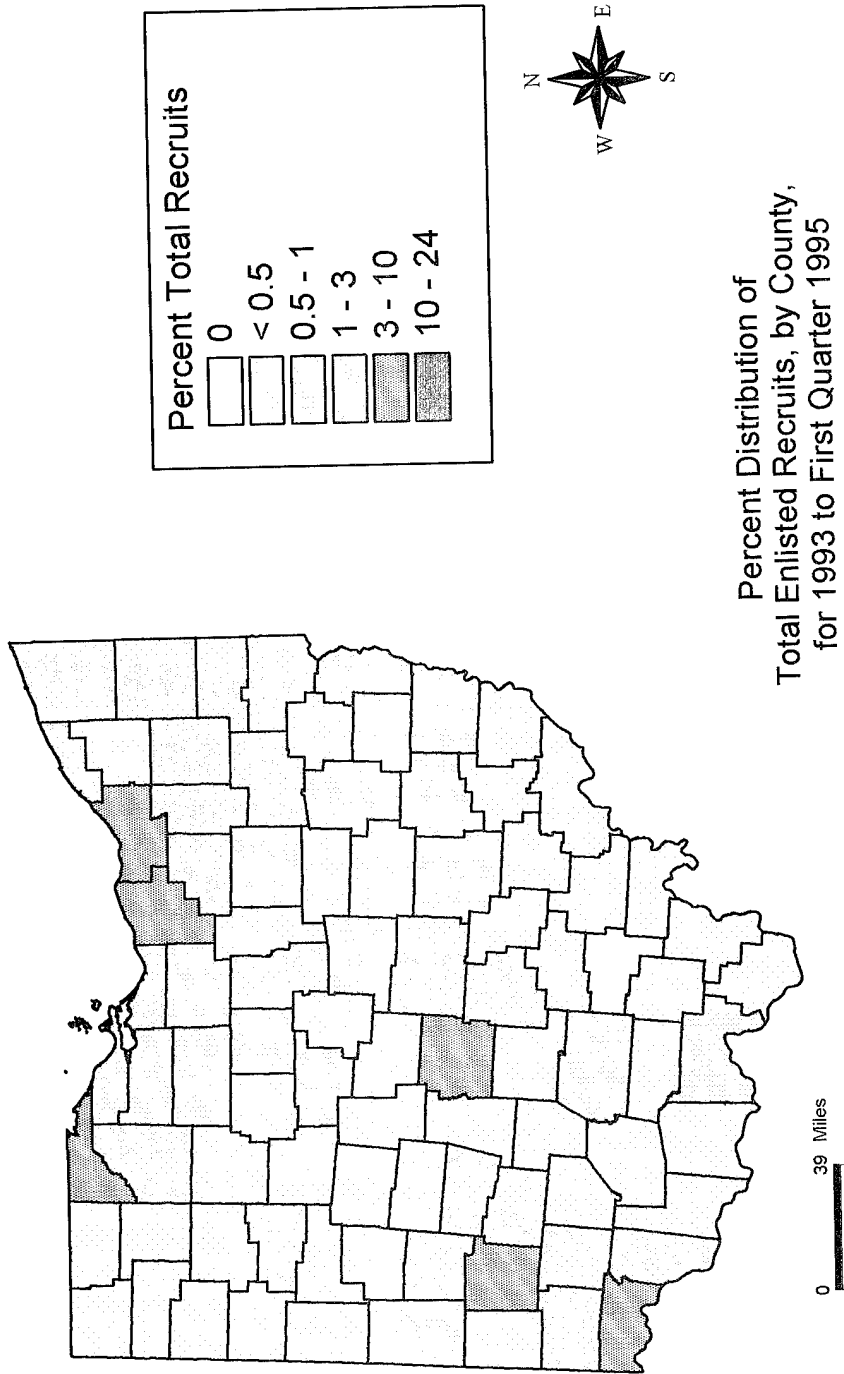 Percent Total Recruits
0
< 0.5
0.5 - 1
1 - 3
3 - 10
10 - 24
N
W
E
S
0
39 Miles
Percent Distribution of
Total Enlisted Recruits, by County,
for 1993 to First Quarter 1995